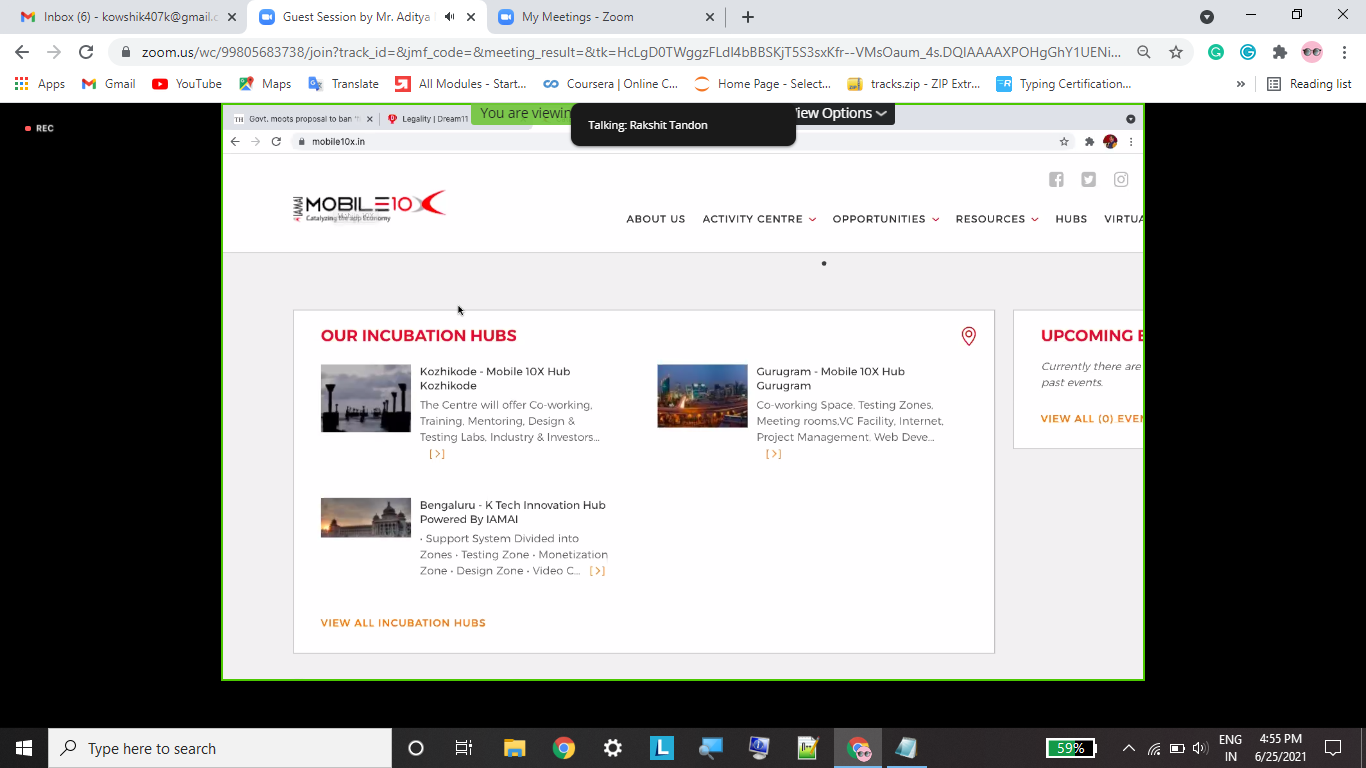 Inbox (6) - kowshik407k@gmail.c
Guest Session by Mr. Aditya
My Meetings - Zoom
zoom.us/wc/99805683738/join?track_id=&jmf_code=&meeting_result=&tk=HcLgD0TWggzFLdI4bBBSKjT5S3sxKfr--VMsOaum_4s.DQIAAAAXPOHgGhY1UENi...
Apps
Gmail
YouTube
Maps
Translate
All Modules - Start...
Coursera | Online C...
Home Page - Select...
tracks.zip - ZIP Extr...
Typing Certification...
»
Reading list
REC
You are viewin
Talking: Rakshit Tandon
iew Options
TH Govt. moots proposal to ban
Legality | Dream11
mobile10x.in
IAMAI
MOBILE10X
Catalyzing the app Economy
ABOUT US
ACTIVITY CENTRE
OPPORTUNITIES
RESOURCES
HUBS
VIRTUA
OUR INCUBATION HUBS
Kozhikode - Mobile 10X Hub
Kozhikode
The Centre will offer Co-working,
Training, Mentoring, Design &
Testing Labs, Industry & Investors...
[>]
Gurugram - Mobile 10X Hub
Gurugram
Co-working Space. Testing Zones,
Meeting rooms,VC Facility, Internet,
Project Management. Web Deve...
[>]
Bengaluru - K Tech Innovation Hub
Powered By IAMAI
• Support System Divided into
Zones • Testing Zone • Monetization
Zone • Design Zone • Video C... [>]
VIEW ALL INCUBATION HUBS
UPCOMING E
Currently there are
past events.
VIEW ALL (0) EVEN
Type here to search
L
59%
ENG
IN
4:55 PM
6/25/2021